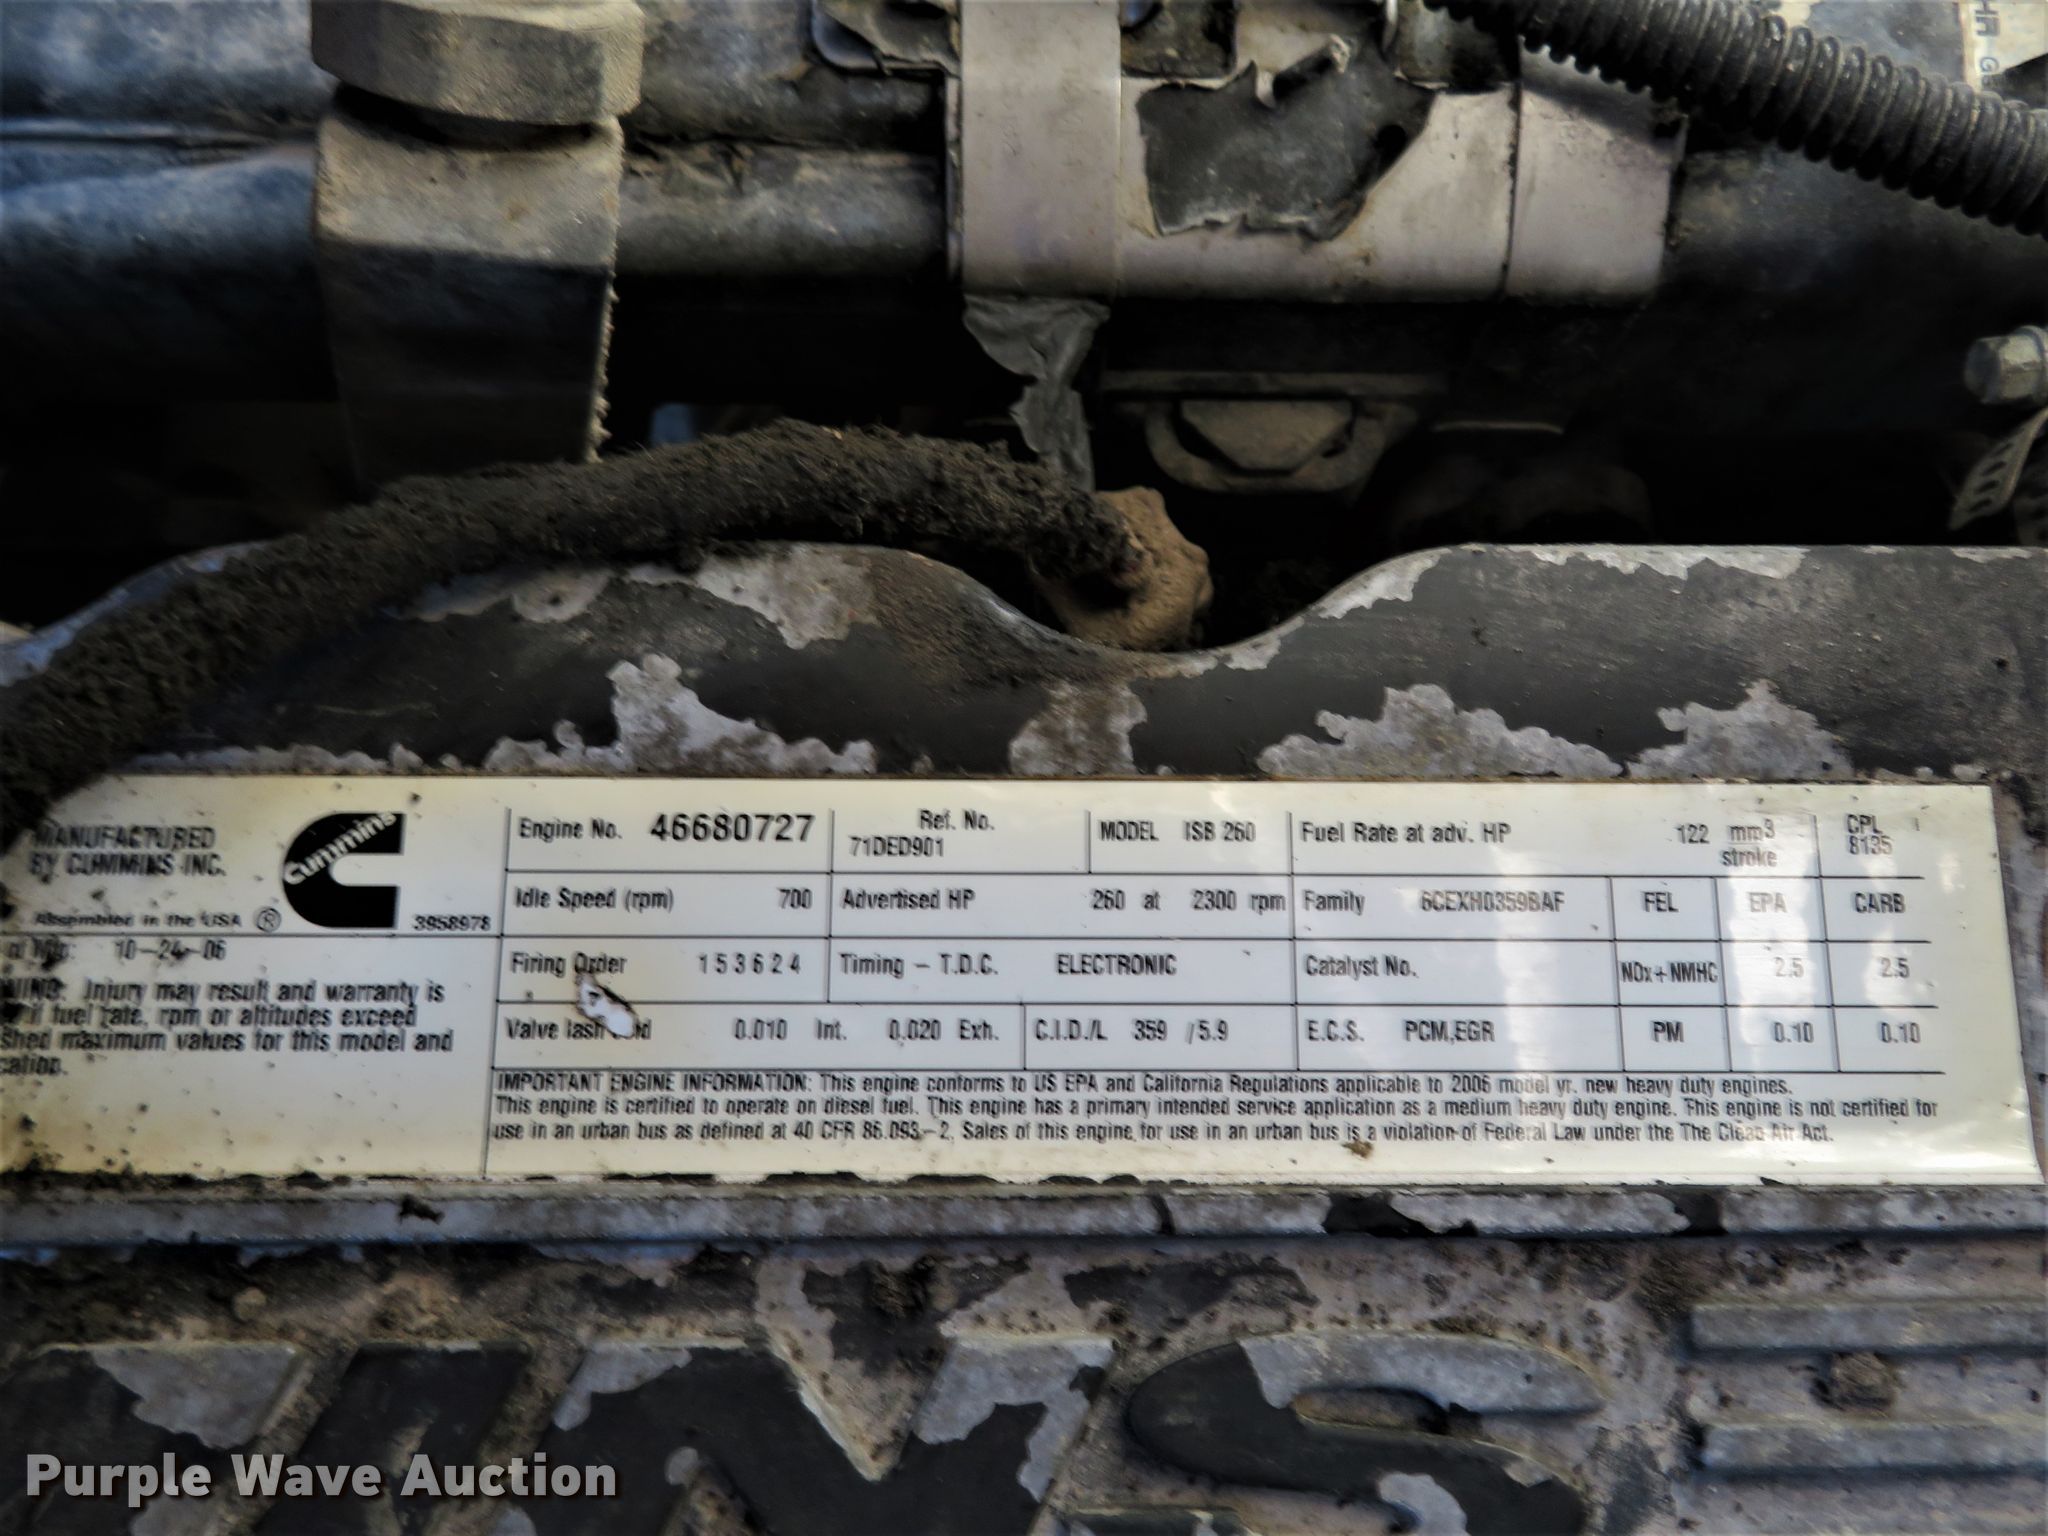 HR G
MANUFACTURED
BY CUMMINS INC.
Assembled in the USA ®
Cummins
3958978
10-24-06
Injury may result and warranty is
if fuel rate, rpm or altitudes exceed
maximum values for this model and
Engine No. 46680727
Ref. No.
71DED901
MODEL ISB 260
Fuel Rate at adv. HP 122 mm3
stroke
CPL
8135
Idle Speed (rpm) 700
Advertised HP 260 at 2300 rpm
Family 6CEXH0359BAF
FEL EPA CARB
Firing Order 1 5 3 6 2 4
Timing - T.D.C. ELECTRONIC
Catalyst No.
NOx+NMHC 2.5 2.5
Valve lash 0.010 Int. 0.020 Exh.
C.I.D./L 359 / 5.9
E.C.S. PCM,EGR
PM 0.10 0.10
IMPORTANT ENGINE INFORMATION: This engine conforms to US EPA and California Regulations applicable to 2006 model yr. new heavy duty engines.
This engine is certified to operate on diesel fuel. This engine has a primary intended service application as a medium heavy duty engine. This engine is not certified for
use in an urban bus as defined at 40 CFR 86.093-2. Sales of this engine for use in an urban bus is a violation of Federal Law under the The Clean Air Act.
Purple Wave Auction